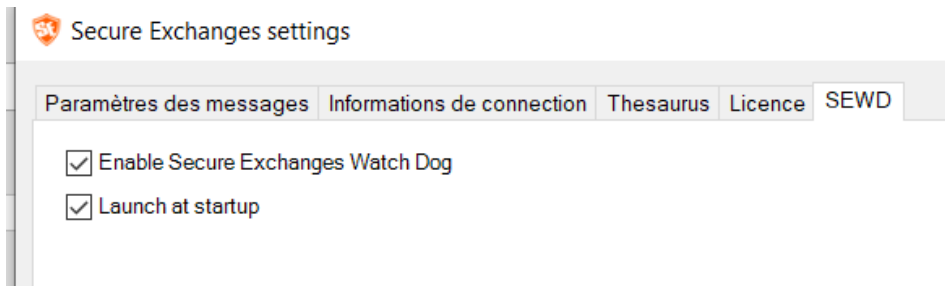 Secure Exchanges settings
Paramètres des messages Informations de connection Thesaurus Licence SEWD
Enable Secure Exchanges Watch Dog
Launch at startup